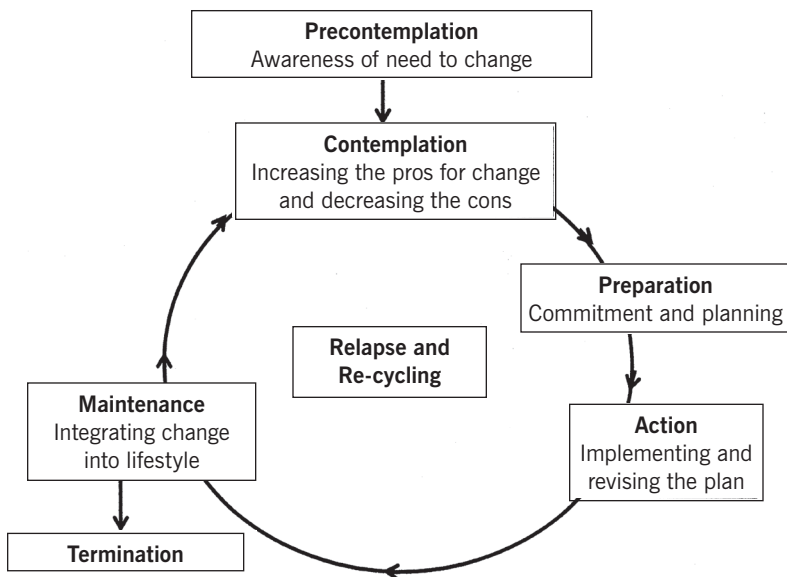 Precontemplation
Awareness of need to change
Contemplation
Increasing the pros for change
and decreasing the cons
Preparation
Commitment and planning
Relapse and
Re-cycling
Maintenance
Integrating change
into lifestyle
Action
Implementing and
revising the plan
Termination